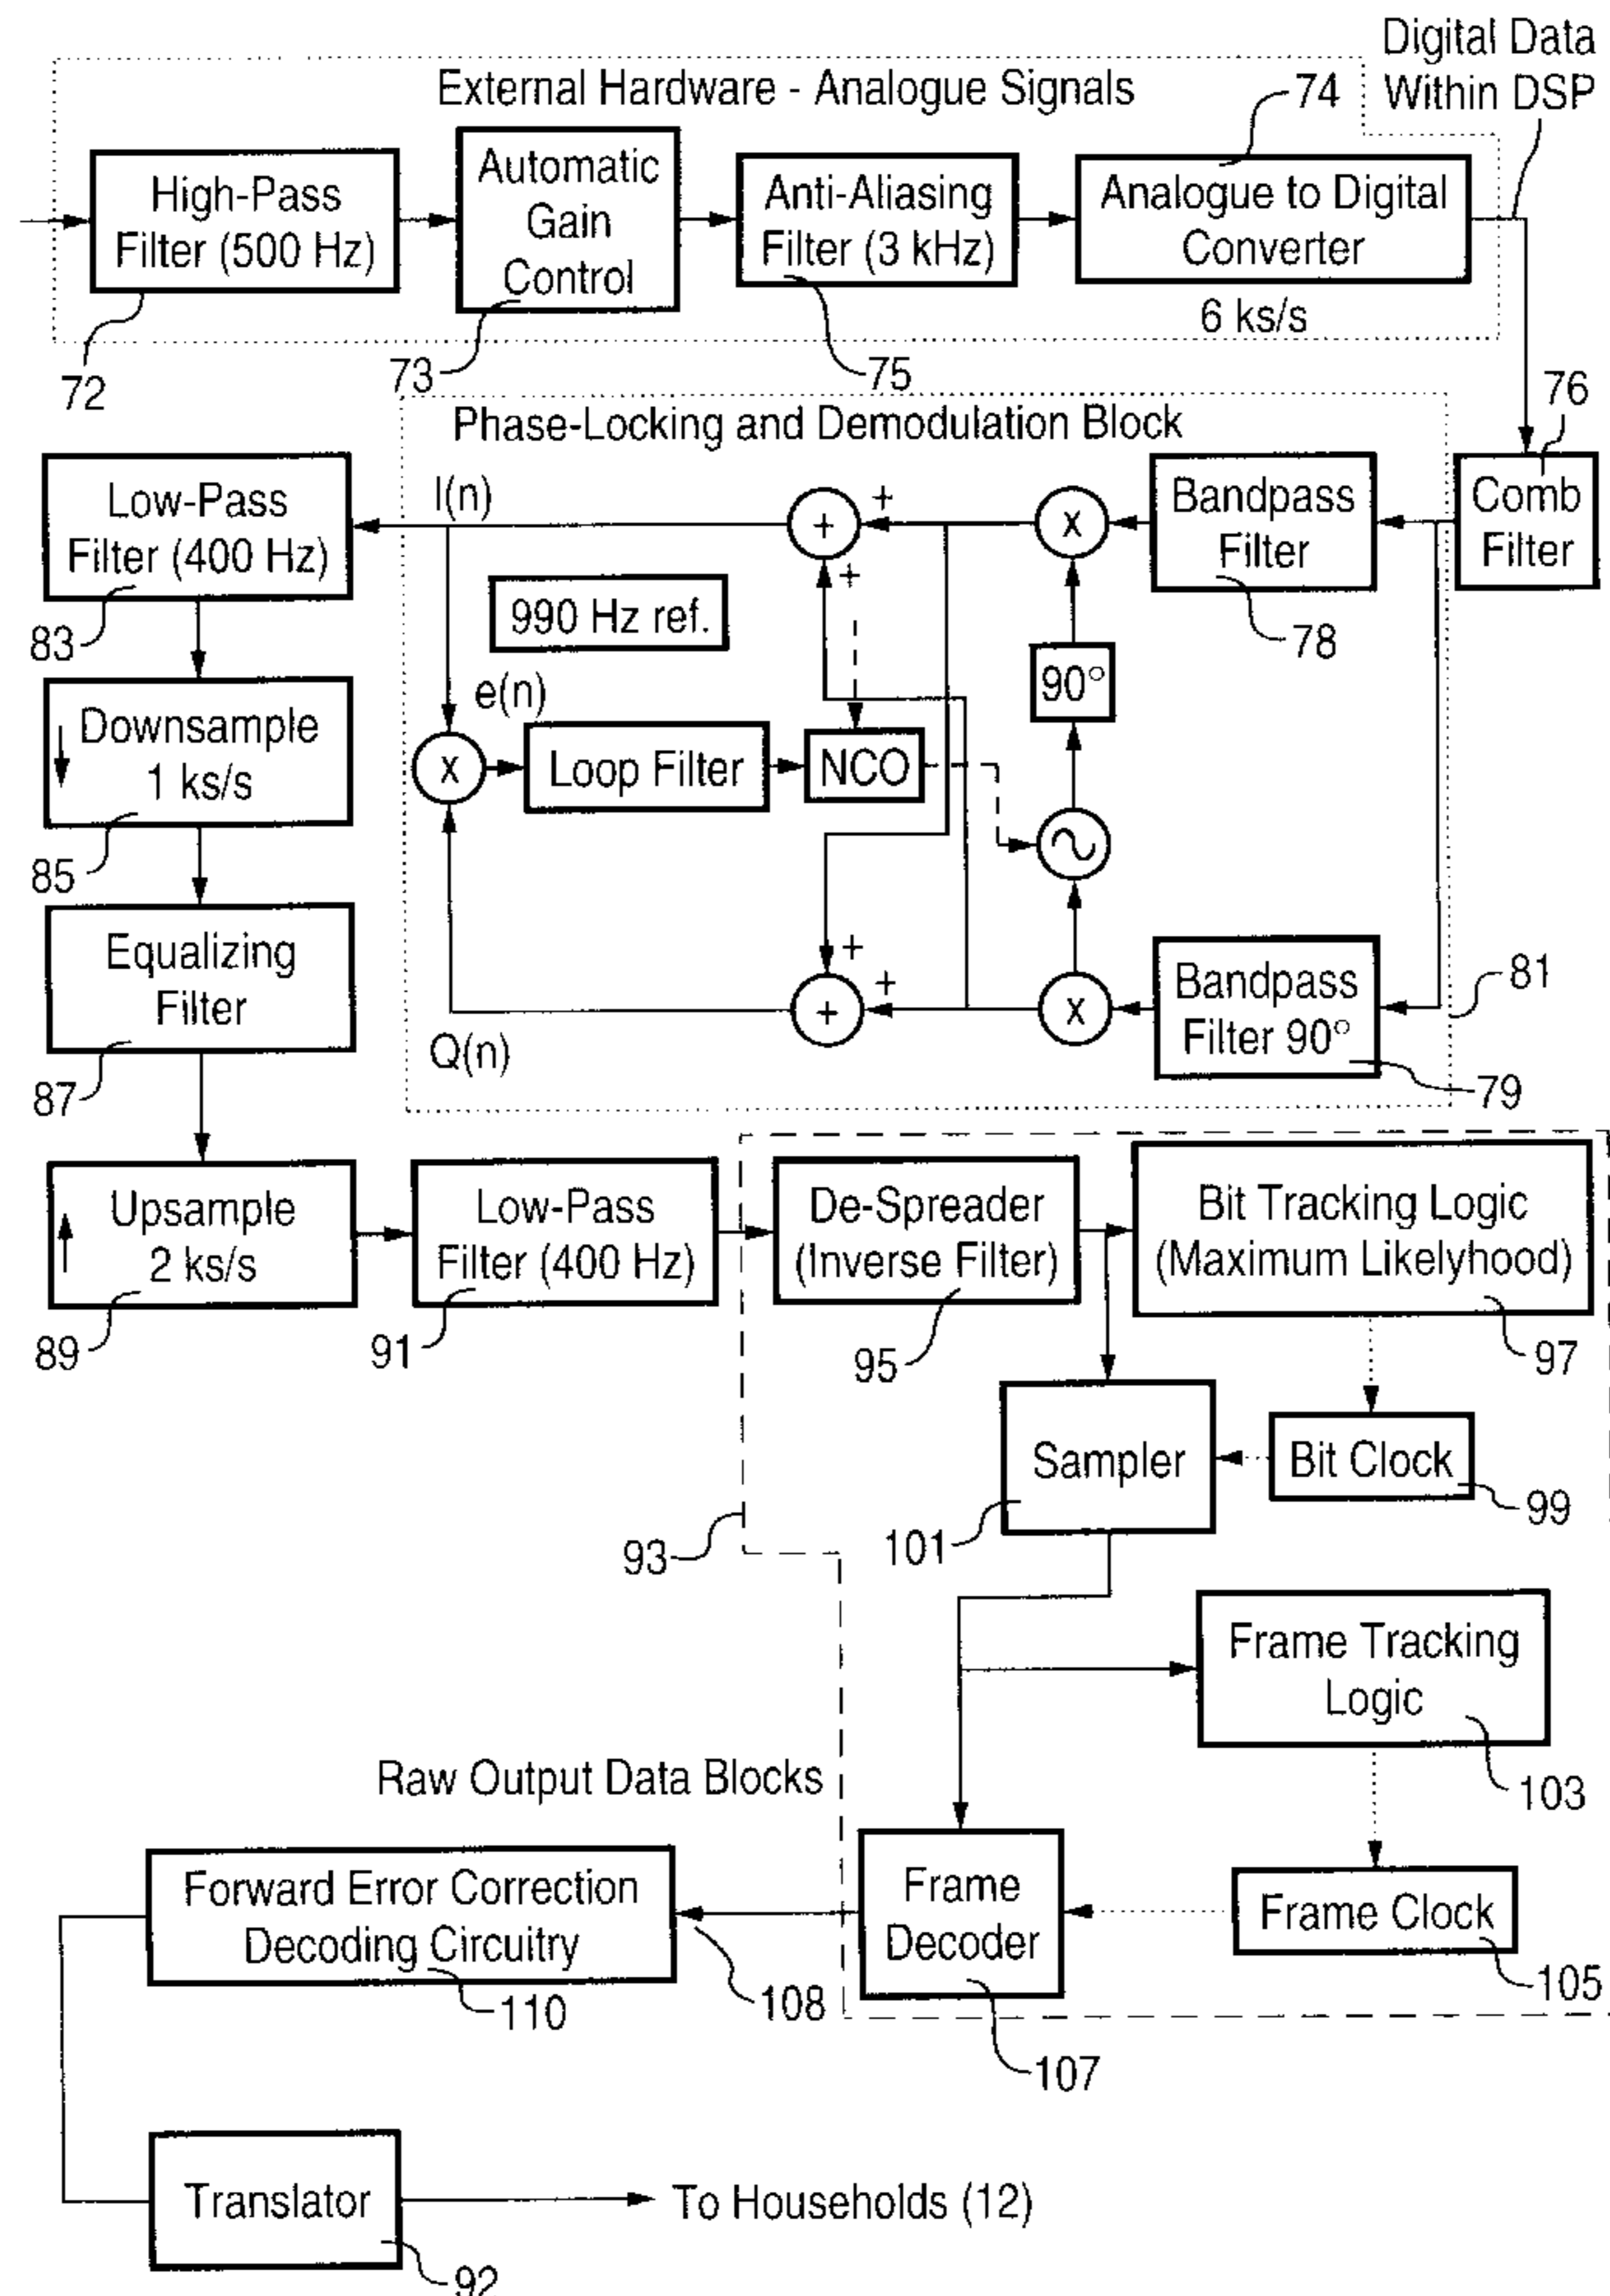 Digital Data
Within DSP
External Hardware - Analogue Signals
74
High-Pass
Filter (500 Hz)
Automatic
Gain
Control
Anti-Aliasing
Filter (3 kHz)
Analogue to Digital
Converter
6 ks/s
72
73
75
76
Phase-Locking and Demodulation Block
Low-Pass
Filter (400 Hz)
83
I(n)
+
+
+
x
Bandpass
Filter
78
Comb
Filter
990 Hz ref.
90°
e(n)
Downsample
1 ks/s
85
x
Loop Filter
NCO
Equalizing
Filter
87
Q(n)
+
+
+
x
Bandpass
Filter 90°
81
79
Upsample
2 ks/s
89
Low-Pass
Filter (400 Hz)
91
De-Spreader
(Inverse Filter)
95
Bit Tracking Logic
(Maximum Likelyhood)
97
Sampler
101
Bit Clock
99
93
Frame Tracking
Logic
103
Raw Output Data Blocks
Forward Error Correction
Decoding Circuitry
110
108
Frame
Decoder
107
Frame Clock
105
Translator
92
To Households (12)